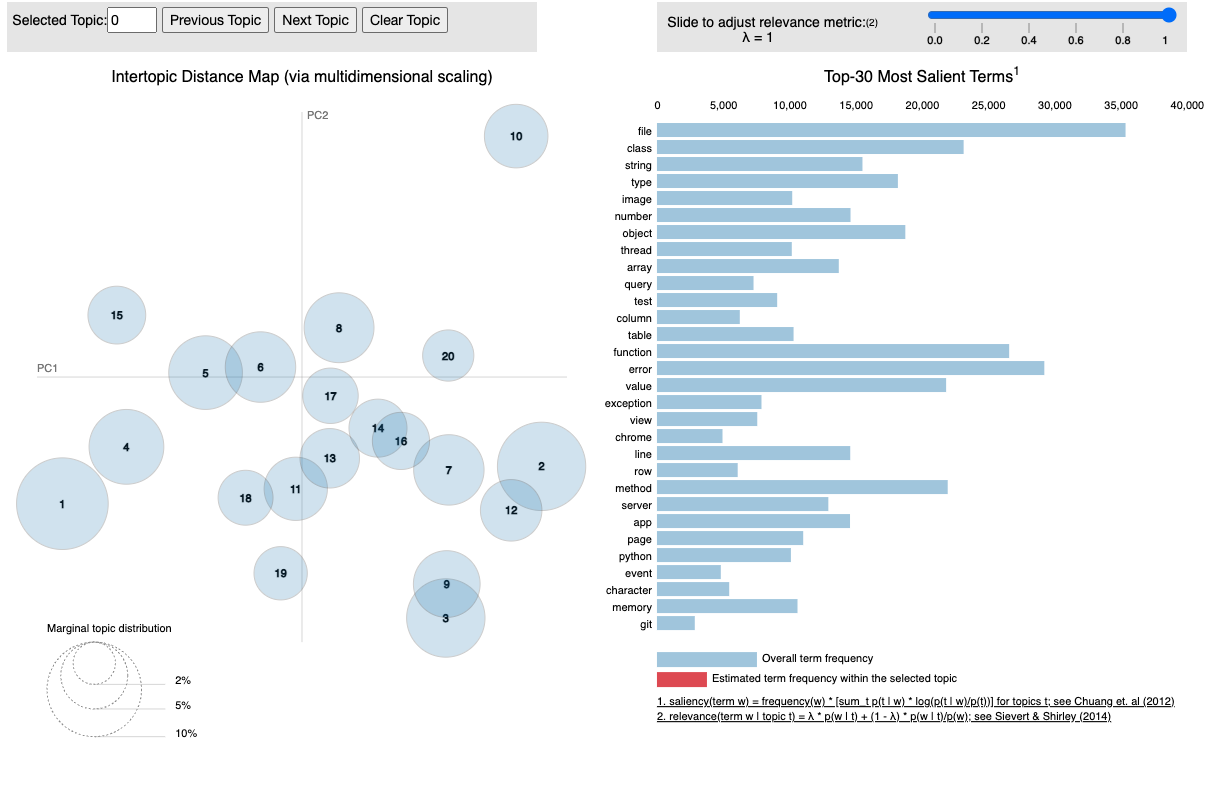 Selected Topic: 0 Previous Topic Next Topic Clear Topic
Slide to adjust relevance metric:(2)
λ = 1
0.0 0.2 0.4 0.6 0.8 1
Intertopic Distance Map (via multidimensional scaling)
PC2
PC1
10
15
8
20
5
6
17
14
16
4
13
7
2
11
18
1
12
19
9
3
Marginal topic distribution
2%
5%
10%
Top-30 Most Salient Terms1
0 5,000 10,000 15,000 20,000 25,000 30,000 35,000 40,000
file
class
string
type
image
number
object
thread
array
query
test
column
table
function
error
value
exception
view
chrome
line
row
method
server
app
page
python
event
character
memory
git
Overall term frequency
Estimated term frequency within the selected topic
1. saliency(term w) = frequency(w) * [sum_t p(t | w) * log(p(t | w)/p(t))] for topics t; see Chuang et. al (2012)
2. relevance(term w | topic t) = λ * p(w | t) + (1 - λ) * p(w | t)/p(w); see Sievert & Shirley (2014)